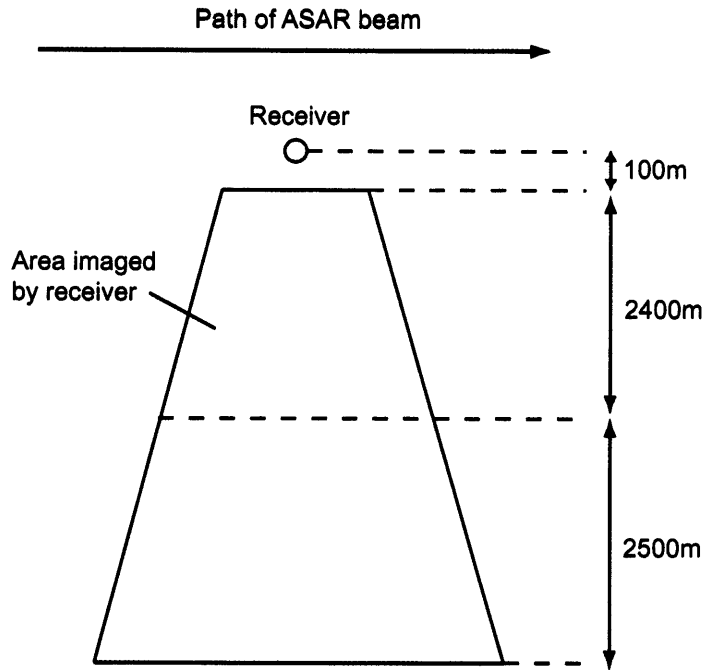 Path of ASAR beam
Receiver
100m
Area imaged
by receiver
2400m
2500m